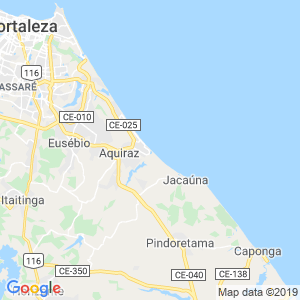 ortaleza
116
ASSARÉ
CE-010
CE-025
Eusébio
Aquiraz
Itaitinga
Jacaúna
Pindoretama
Caponga
116
CE-350
CE-040
CE-138
Google
Map data ©2019